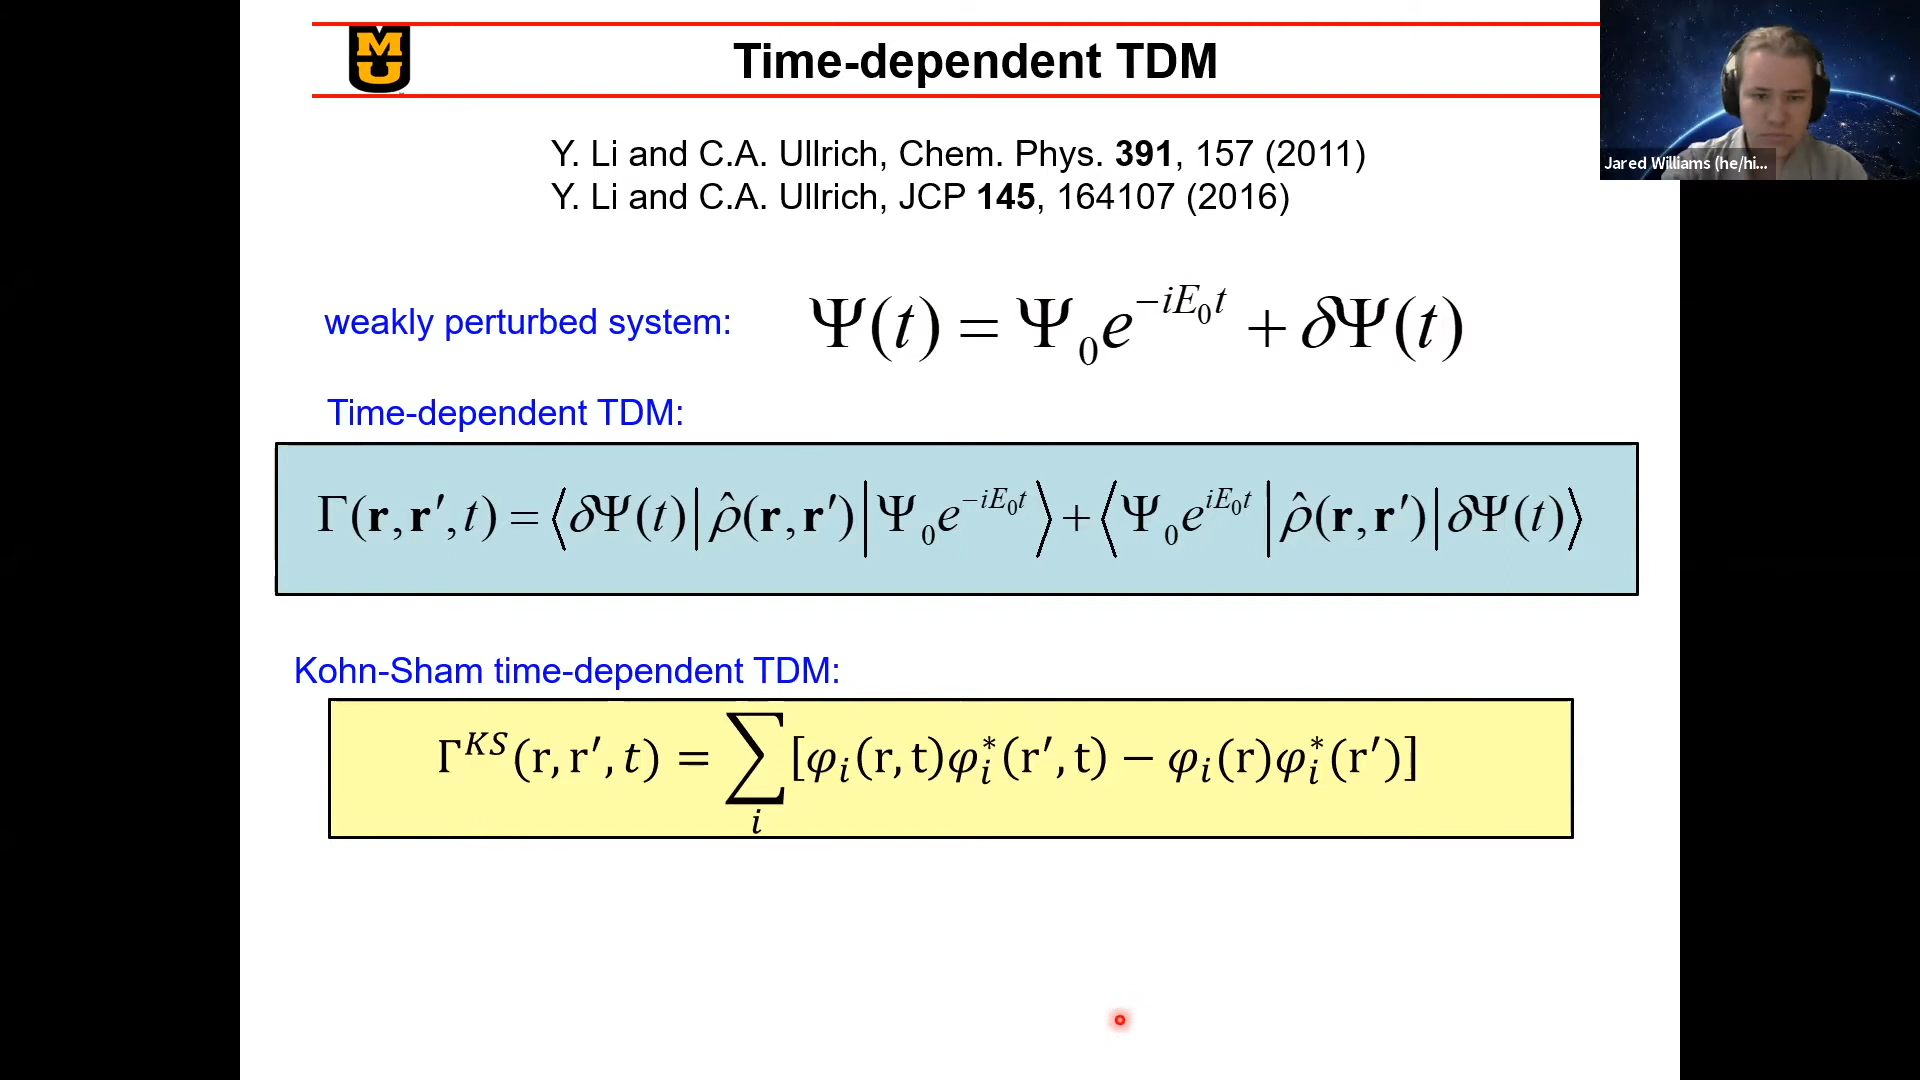 MU
Time-dependent TDM
Jared Williams (he/hi...
Y. Li and C.A. Ullrich, Chem. Phys. 391, 157 (2011)
Y. Li and C.A. Ullrich, JCP 145, 164107 (2016)
weakly perturbed system: Ψ(t) = Ψ₀e^{−iE₀t} + δΨ(t)
Time-dependent TDM:
Γ(r,r′,t) = ⟨δΨ(t)|ρ̂(r,r′)|Ψ₀e^{−iE₀t}⟩ + ⟨Ψ₀e^{iE₀t}|ρ̂(r,r′)|δΨ(t)⟩
Kohn-Sham time-dependent TDM:
Γ^{KS}(r,r′,t) = ∑_i [φ_i(r,t)φ_i^*(r′,t) − φ_i(r)φ_i^*(r′)]